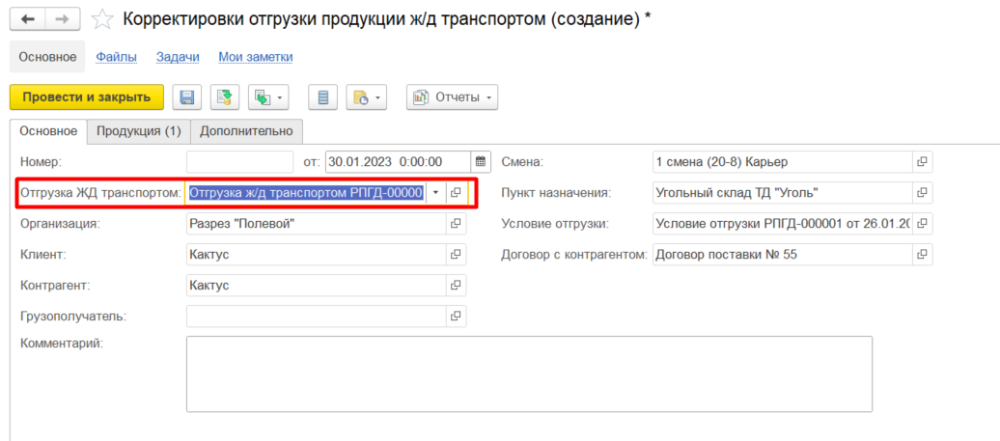 Корректировки отгрузки продукции ж/д транспортом (создание) *
Основное Файлы Задачи Мои заметки
Провести и закрыть Отчеты
Основное Продукция (1) Дополнительно
Номер: от: 30.01.2023 0:00:00 Смена: 1 смена (20-8) Карьер
Отгрузка ЖД транспортом: Отгрузка ж/д транспортом РПГД-00000 Пункт назначения: Угольный склад ТД "Уголь"
Организация: Разрез "Полевой" Условие отгрузки: Условие отгрузки РПГД-000001 от 26.01.20
Клиент: Кактус Договор с контрагентом: Договор поставки № 55
Контрагент: Кактус
Грузополучатель:
Комментарий: